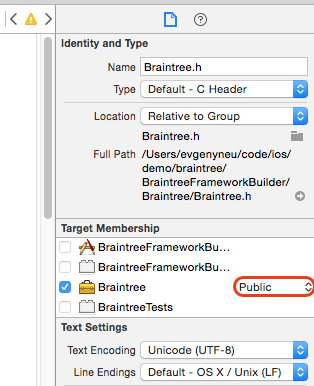 Identity and Type
Name Braintree.h
Type Default - C Header
Location Relative to Group
Braintree.h
Full Path /Users/evgenyneu/code/ios/
demo/braintree/
BraintreeFrameworkBuilder/
Braintree/Braintree.h
Target Membership
BraintreeFrameworkBu...
BraintreeFrameworkBu...
Braintree Public
BraintreeTests
Text Settings
Text Encoding Unicode (UTF-8)
Line Endings Default - OS X / Unix (LF)